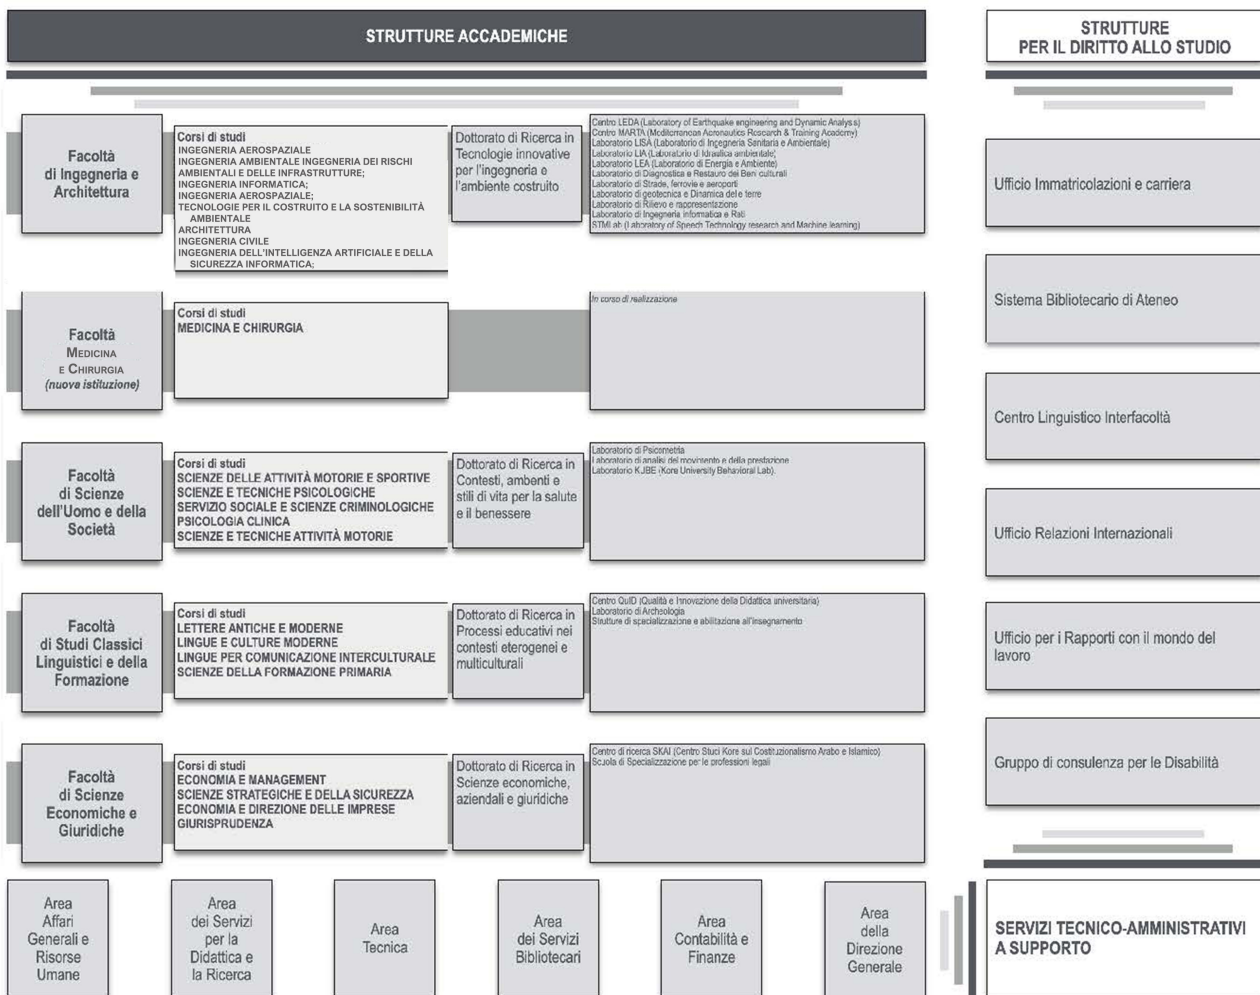 STRUTTURE ACCADEMICHE
Facoltà
di Ingegneria e
Architettura
Corsi di studi
INGEGNERIA AEROSPAZIALE
INGEGNERIA AMBIENTALE INGEGNERIA DEI RISCHI
AMBIENTALI E DELLE INFRASTRUTTURE;
INGEGNERIA INFORMATICA;
INGEGNERIA AEROSPAZIALE;
TECNOLOGIE PER IL COSTRUITO E LA SOSTENIBILITÀ
AMBIENTALE
ARCHITETTURA
INGEGNERIA CIVILE
INGEGNERIA DELL'INTELLIGENZA ARTIFICIALE E DELLA
SICUREZZA INFORMATICA;
Dottorato di Ricerca in
Tecnologie innovative
per l'ingegneria e
l'ambiente costruito
Centro LEDA (Laboratory of Earthquake engineering and Dynamic Analysis)
Centro MARTA (Mediterranean Aeronautics Research & Training Academy)
Laboratorio LISA (Laboratorio di Ingegneria Sanitaria e Ambientale)
Laboratorio LIA (Laboratorio di Idraulica ambientale)
Laboratorio LEA (Laboratorio di Energia e Ambiente)
Laboratorio di Diagnostica e Restauro dei Beni culturali
Laboratorio di Strade, ferrovie e aeroporti
Laboratorio di geotecnica e Dinamica delle terre
Laboratorio di Rilievo e rappresentazione
Laboratorio di Ingegneria informatica e Reti
STMLab (Laboratory of Speech Technology research and Machine learning)
Facoltà
MEDICINA
E CHIRURGIA
(nuova istituzione)
Corsi di studi
MEDICINA E CHIRURGIA
In corso di realizzazione
Facoltà
di Scienze
dell'Uomo e della
Società
Corsi di studi
SCIENZE DELLE ATTIVITÀ MOTORIE E SPORTIVE
SCIENZE E TECNICHE PSICOLOGICHE
SERVIZIO SOCIALE E SCIENZE CRIMINOLOGICHE
PSICOLOGIA CLINICA
SCIENZE E TECNICHE ATTIVITÀ MOTORIE
Dottorato di Ricerca in
Contesti, ambenti e
stili di vita per la salute
e il benessere
Laboratorio di Psicometria
Laboratorio di analisi del movimento e della prestazione
Laboratorio KJBE (Kore University Behavioral Lab).
Facoltà
di Studi Classici
Linguistici e della
Formazione
Corsi di studi
LETTERE ANTICHE E MODERNE
LINGUE E CULTURE MODERNE
LINGUE PER COMUNICAZIONE INTERCULTURALE
SCIENZE DELLA FORMAZIONE PRIMARIA
Dottorato di Ricerca in
Processi educativi nei
contesti eterogenei e
multiculturali
Centro QuID (Qualità e Innovazione della Didattica universitaria)
Laboratorio di Archeologia
Strutture di specializzazione e abilitazione all'insegnamento
Facoltà
di Scienze
Economiche e
Giuridiche
Corsi di studi
ECONOMIA E MANAGEMENT
SCIENZE STRATEGICHE E DELLA SICUREZZA
ECONOMIA E DIREZIONE DELLE IMPRESE
GIURISPRUDENZA
Dottorato di Ricerca in
Scienze economiche,
aziendali e giuridiche
Centro di ricerca SKAI (Centro Studi Kore sul Costituzionalismo Arabo e Islamico)
Scuola di Specializzazione per le professioni legali
STRUTTURE
PER IL DIRITTO ALLO STUDIO
Ufficio Immatricolazioni e carriera
Sistema Bibliotecario di Ateneo
Centro Linguistico Interfacoltà
Ufficio Relazioni Internazionali
Ufficio per i Rapporti con il mondo del
lavoro
Gruppo di consulenza per le Disabilità
Area
Affari
Generali e
Risorse
Umane
Area
dei Servizi
per la
Didattica e
la Ricerca
Area
Tecnica
Area
dei Servizi
Bibliotecari
Area
Contabilità e
Finanze
Area
della
Direzione
Generale
SERVIZI TECNICO-AMMINISTRATIVI
A SUPPORTO